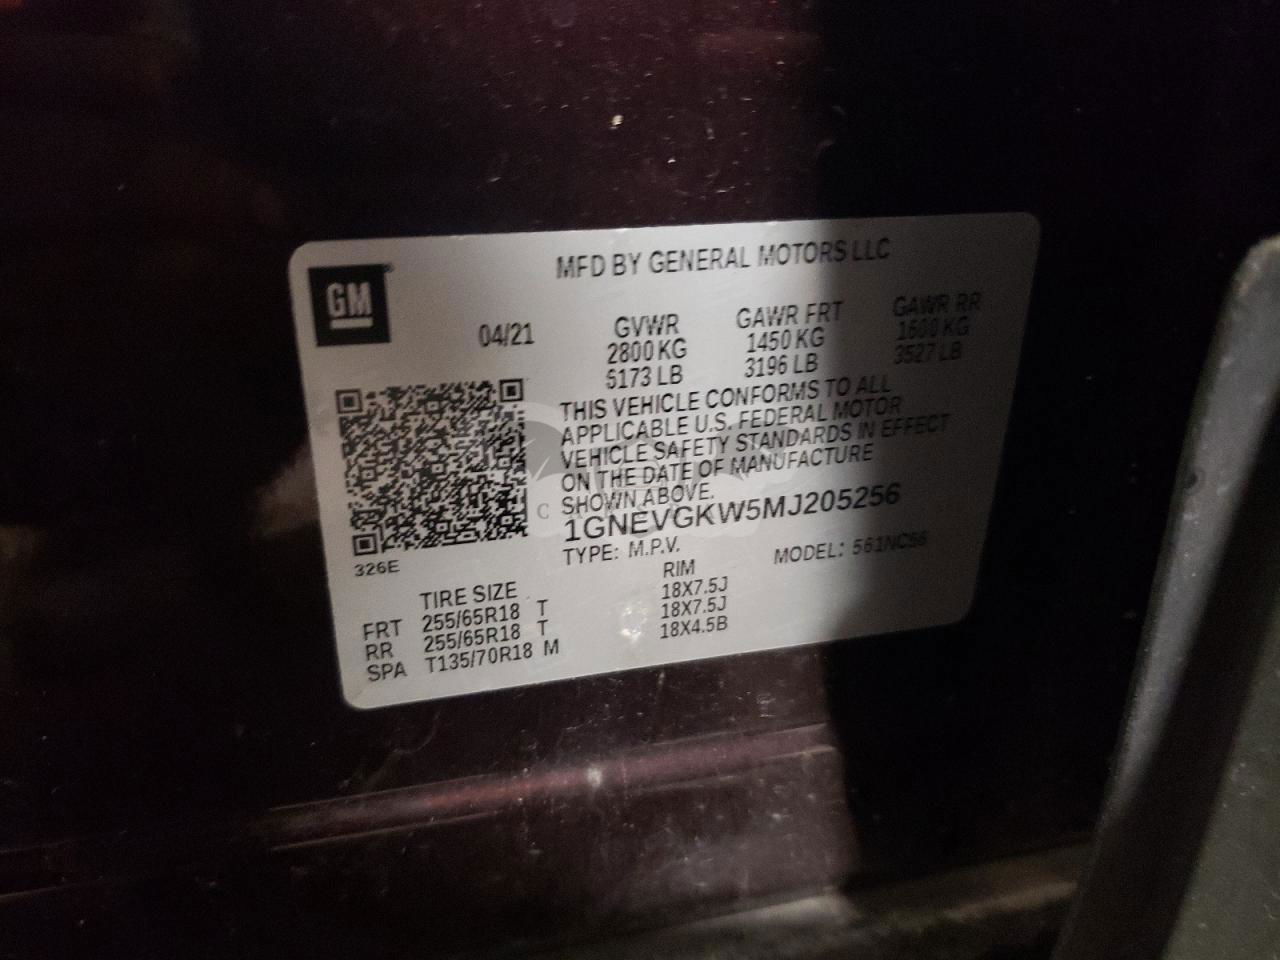 GM
MFD BY GENERAL MOTORS LLC
04/21
GVWR GAWR FRT GAWR RR
2800 KG 1450 KG 1600 KG
6173 LB 3196 LB 3527 LB
THIS VEHICLE CONFORMS TO ALL
APPLICABLE U.S. FEDERAL MOTOR
VEHICLE SAFETY STANDARDS IN EFFECT
ON THE DATE OF MANUFACTURE
SHOWN ABOVE.
1GNEVGKW5MJ205256
TYPE: M.P.V. MODEL: 561NC56
326E
TIRE SIZE RIM
FRT 255/65R18 T 18X7.5J
RR 255/65R18 T 18X7.5J
SPA T135/70R18 M 18X4.5B